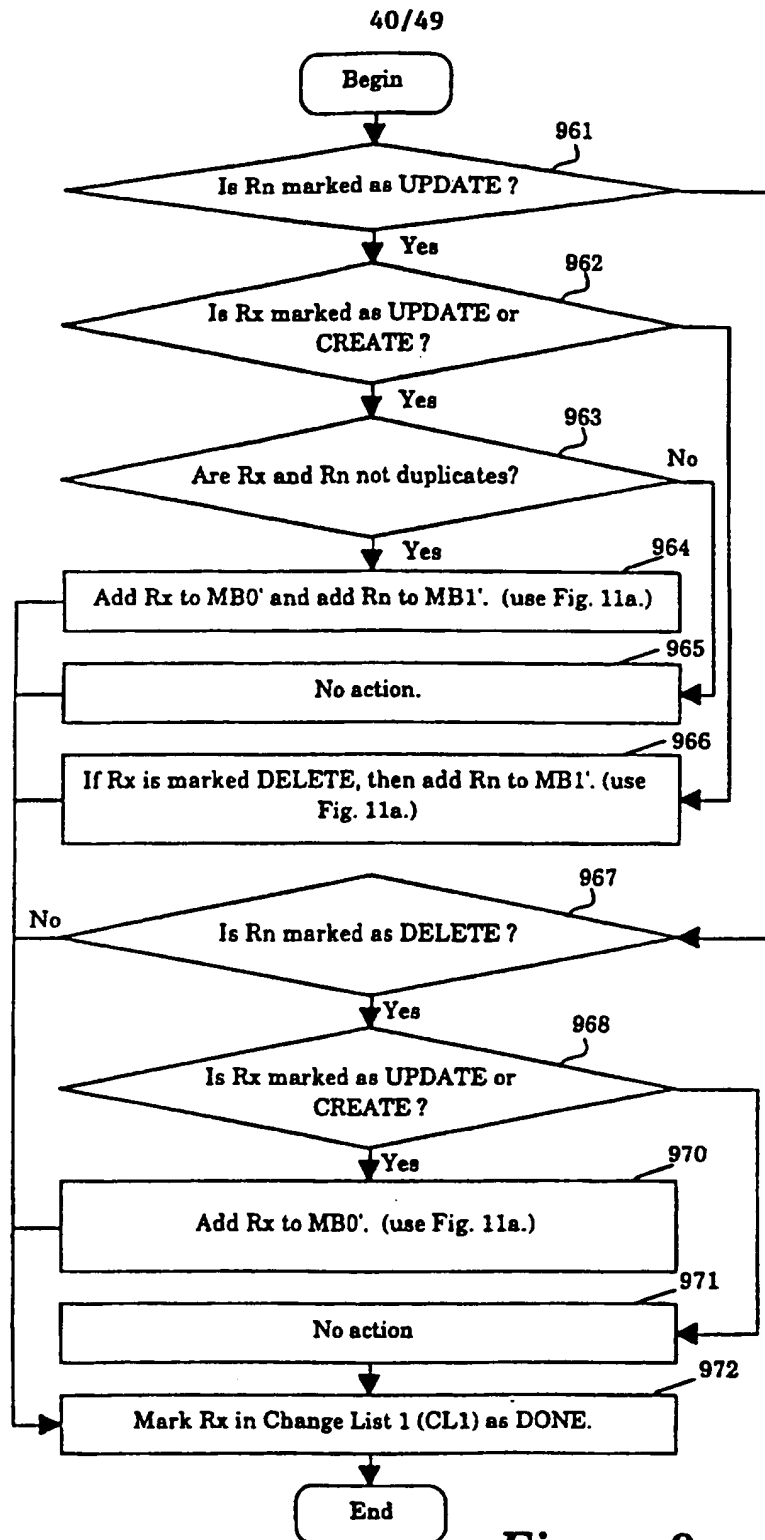 40/49
Begin
961
Is Rn marked as UPDATE ?
Yes
962
Is Rx marked as UPDATE or
CREATE ?
Yes
963
No
Are Rx and Rn not duplicates?
Yes
964
Add Rx to MB0'  and add Rn to MB1'. (use Fig. 11a.)
965
No action.
966
If Rx is marked DELETE, then add Rn to MB1'. (use
Fig. 11a.)
967
No
Is Rn marked as DELETE ?
Yes
968
Is Rx marked as UPDATE or
CREATE ?
Yes
970
Add Rx to MB0'. (use Fig. 11a.)
971
No action
972
Mark Rx in Change List 1 (CL1) as DONE.
End